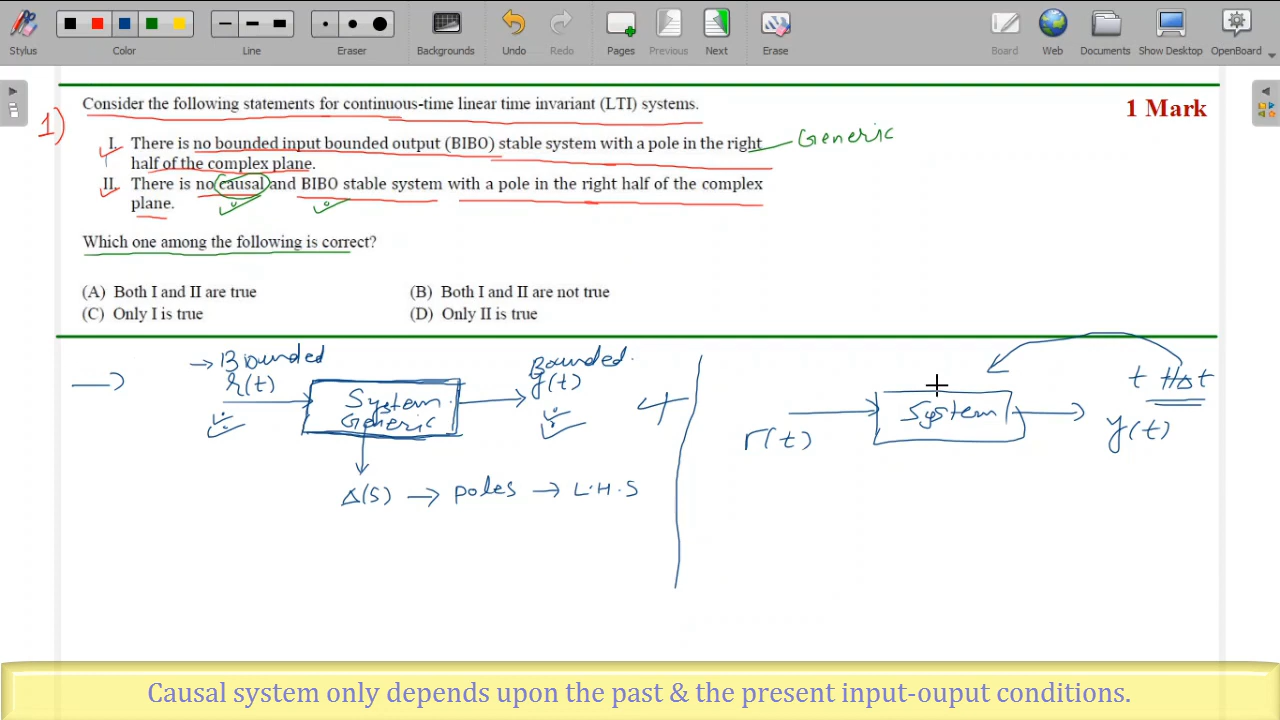 Stylus
Color
Line
Eraser
Backgrounds
Undo
Redo
Pages
Previous
Next
Erase
Board
Web
Documents
Show Desktop
OpenBoard
1)
Consider the following statements for continuous-time linear time invariant (LTI) systems.
1 Mark
I. There is no bounded input bounded output (BIBO) stable system with a pole in the right
Generic
half of the complex plane.
II. There is no causal and BIBO stable system with a pole in the right half of the complex
plane.
Which one among the following is correct?
(A) Both I and II are true
(B) Both I and II are not true
(C) Only I is true
(D) Only II is true
Bounded
r(t)
System
Generic
Bounded.
y(t)
Δ(S) → poles → L.H.S
r(t)
System
t
t+Δt
y(t)
Causal system only depends upon the past & the present input-ouput conditions.